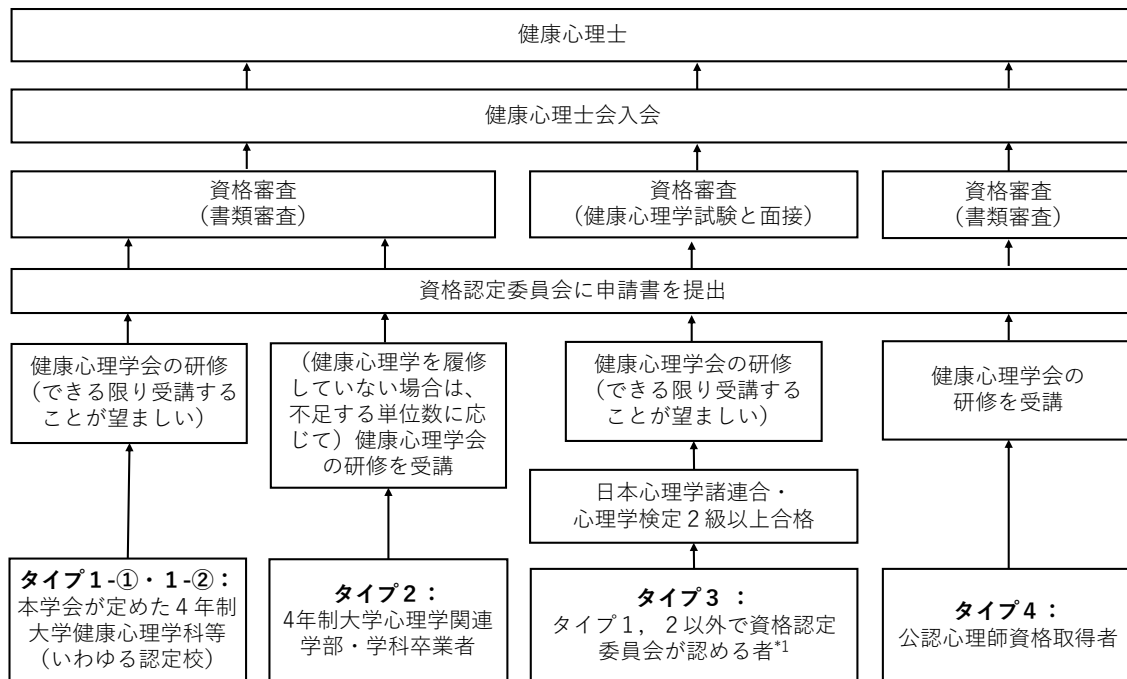 健康心理士
健康心理士会入会
資格審査
（書類審査）
資格審査
（健康心理学試験と面接）
資格審査
（書類審査）
資格認定委員会に申請書を提出
健康心理学会の研修
（できる限り受講する
ことが望ましい）
（健康心理学を履修
していない場合は、
不足する単位数に応
じて）健康心理学会
の研修を受講
健康心理学会の研修
（できる限り受講する
ことが望ましい）
健康心理学会の
研修を受講
日本心理学諸連合・
心理学検定２級以上合格
タイプ１-①・１-②：
本学会が定めた４年制
大学健康心理学科等
（いわゆる認定校）
タイプ２：
4年制大学心理学関連
学部・学科卒業者
タイプ３：
タイプ１，２以外で資格認定
委員会が認める者*1
タイプ４：
公認心理師資格取得者